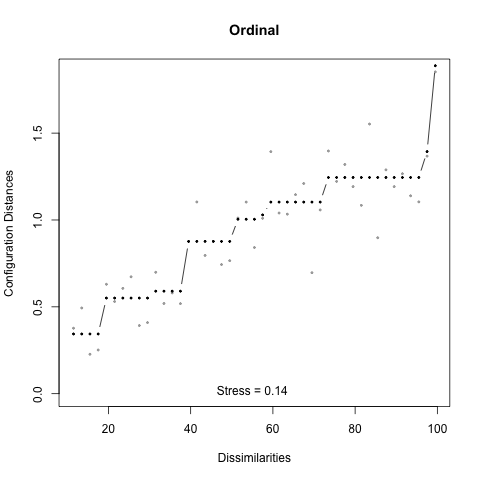 Ordinal
Configuration Distances
1.5
1.0
0.5
0.0
Stress = 0.14
20 40 60 80 100
Dissimilarities